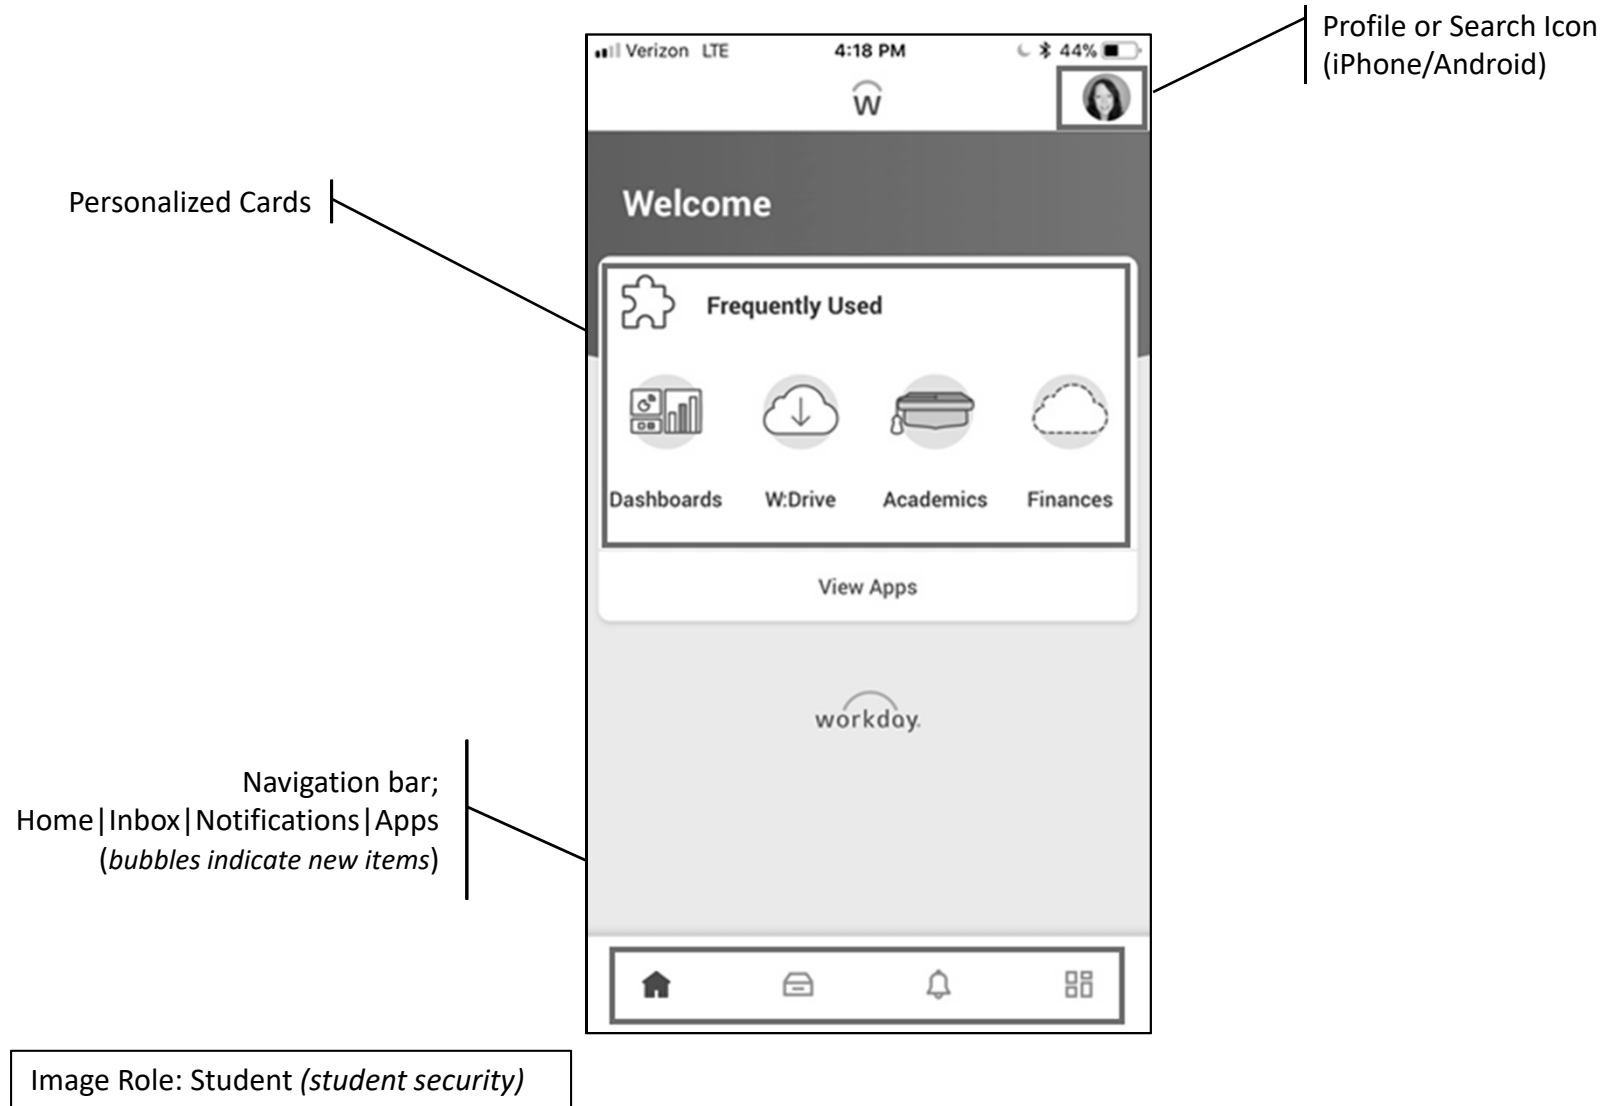 Profile or Search Icon
(iPhone/Android)
Verizon LTE
4:18 PM
44%
W
Personalized Cards
Welcome
Frequently Used
Dashboards
W:Drive
Academics
Finances
View Apps
workday.
Navigation bar;
Home|Inbox|Notifications|Apps
(bubbles indicate new items)
Image Role: Student (student security)